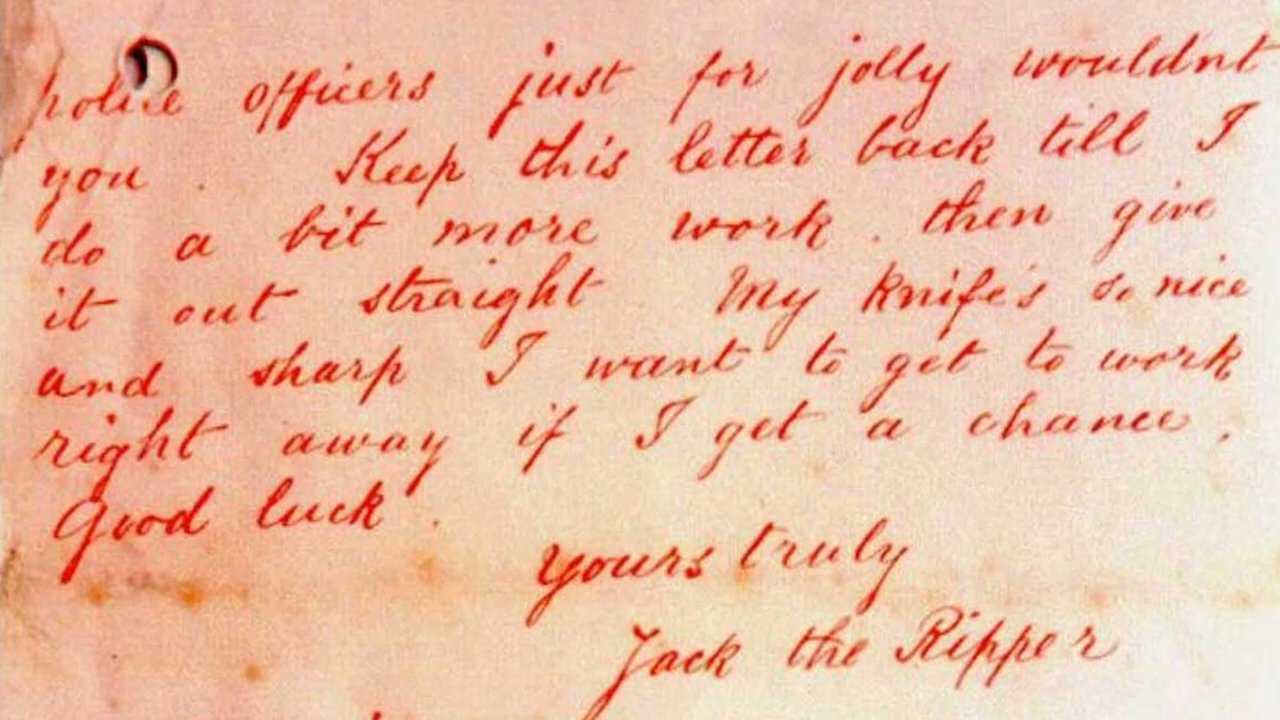 police officers just for jolly wouldnt
you . Keep this letter back till I
do a bit more work . then give
it out straight My knife's so nice
and sharp I want to get to work
right away if I get a chance .
Good luck .
yours truly
Jack the Ripper